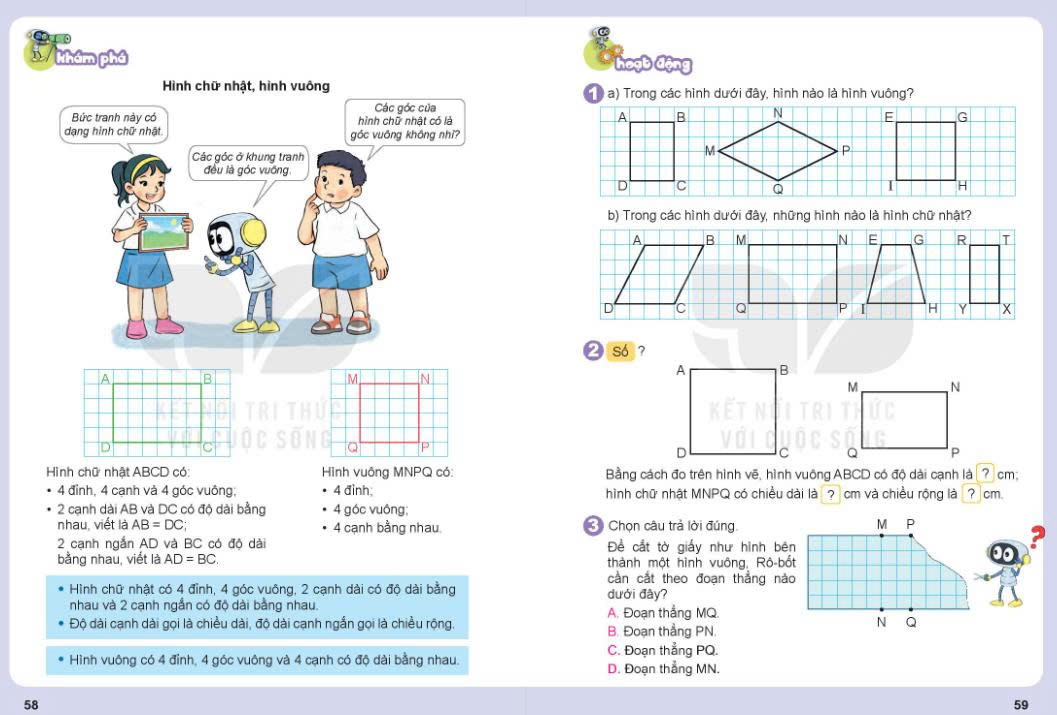 khám phá
Hình chữ nhật, hình vuông
Bức tranh này có
dạng hình chữ nhật.
Các góc ở khung tranh
đều là góc vuông.
Các góc của
hình chữ nhật có là
góc vuông không nhỉ?
A B
D C
M N
Q P
KẾT NỐI TRI THỨC
VỚI CUỘC SỐNG
Hình chữ nhật ABCD có:
• 4 đỉnh, 4 cạnh và 4 góc vuông;
• 2 cạnh dài AB và DC có độ dài bằng
nhau, viết là AB = DC;
2 cạnh ngắn AD và BC có độ dài
bằng nhau, viết là AD = BC.
Hình vuông MNPQ có:
• 4 đỉnh;
• 4 góc vuông;
• 4 cạnh bằng nhau.
• Hình chữ nhật có 4 đỉnh, 4 góc vuông, 2 cạnh dài có độ dài bằng
nhau và 2 cạnh ngắn có độ dài bằng nhau.
• Độ dài cạnh dài gọi là chiều dài, độ dài cạnh ngắn gọi là chiều rộng.
• Hình vuông có 4 đỉnh, 4 góc vuông và 4 cạnh có độ dài bằng nhau.
58
hoạt động
1 a) Trong các hình dưới đây, hình nào là hình vuông?
A B N E G
M P
D C Q I H
b) Trong các hình dưới đây, những hình nào là hình chữ nhật?
A B M N E G R T
D C Q P I H Y X
2 Số ?
A B
M N
D C Q P
KẾT NỐI TRI THỨC
VỚI CUỘC SỐNG
Bằng cách đo trên hình vẽ, hình vuông ABCD có độ dài cạnh là ? cm;
hình chữ nhật MNPQ có chiều dài là ? cm và chiều rộng là ? cm.
3 Chọn câu trả lời đúng.
Để cắt tờ giấy như hình bên
thành một hình vuông, Rô-bốt
cần cắt theo đoạn thẳng nào
dưới đây?
A. Đoạn thẳng MQ.
B. Đoạn thẳng PN.
C. Đoạn thẳng PQ.
D. Đoạn thẳng MN.
M P
?
N Q
59